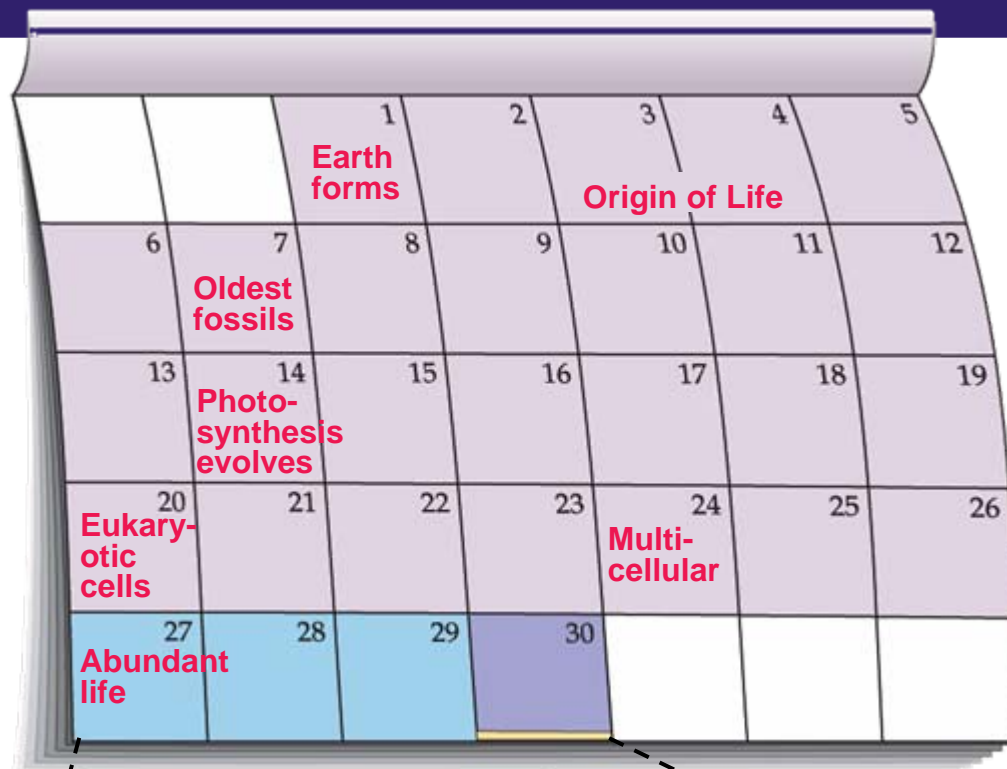 1 2 3 4 5
Earth
forms
Origin of Life
6 7 8 9 10 11 12
Oldest
fossils
13 14 15 16 17 18 19
Photo-
synthesis
evolves
20 21 22 23 24 25 26
Eukary-
otic
cells
Multi-
cellular
27 28 29 30
Abundant
life